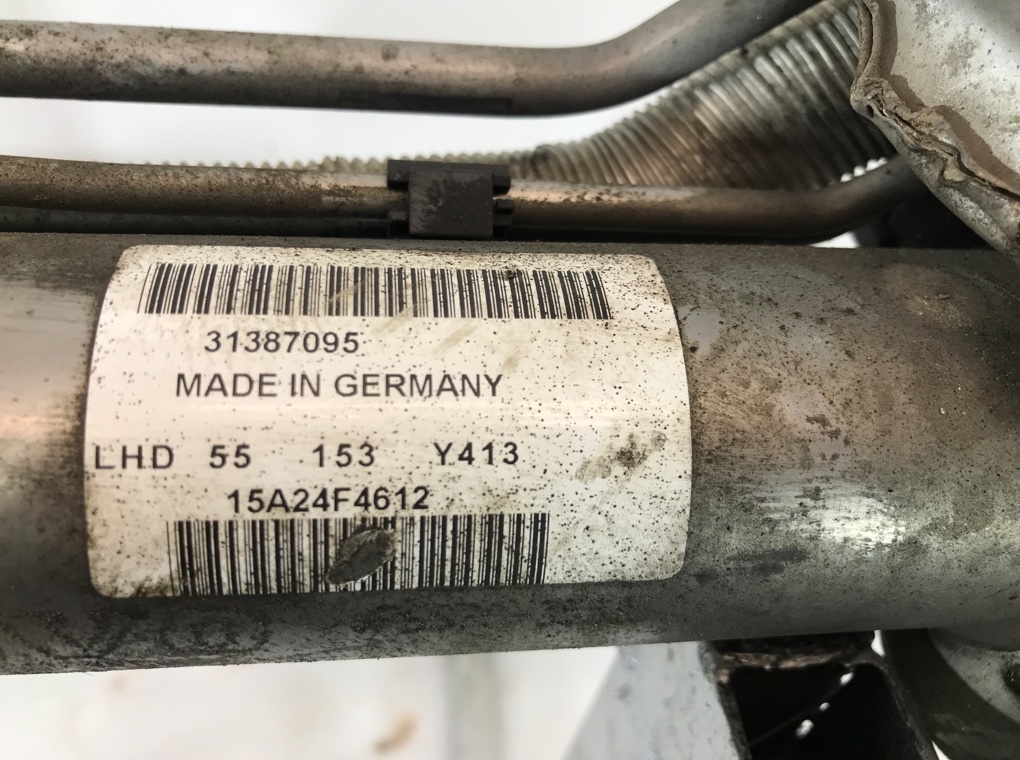 31387095
MADE IN GERMANY
LHD 55 153 Y413
15A24F4612